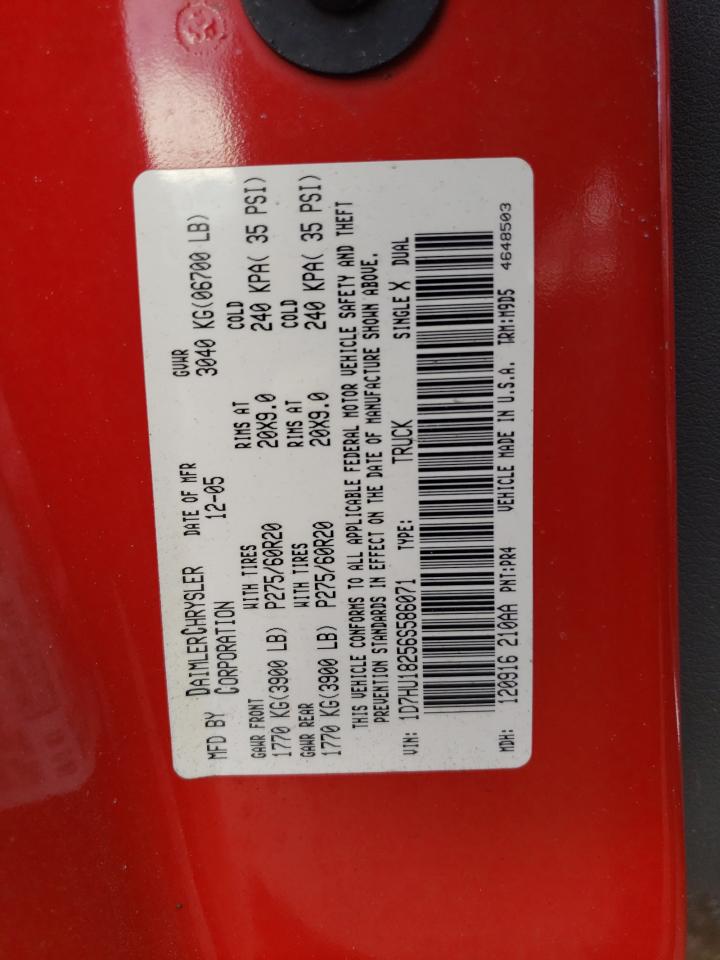 MFD BY DAIMLERCHRYSLER CORPORATION DATE OF MFR 12-05 GVWR 3040 KG(06700 LB)
GAWR FRONT WITH TIRES RIMS AT COLD
1770 KG(3900 LB) P275/60R20 20X9.0 240 KPA( 35 PSI)
GAWR REAR WITH TIRES RIMS AT COLD
1770 KG(3900 LB) P275/60R20 20X9.0 240 KPA( 35 PSI)
THIS VEHICLE CONFORMS TO ALL APPLICABLE FEDERAL MOTOR VEHICLE SAFETY AND THEFT
PREVENTION STANDARDS IN EFFECT ON THE DATE OF MANUFACTURE SHOWN ABOVE.
VIN: 1D7HU18256S586071 TYPE: TRUCK SINGLE X DUAL
MDH: 120916 210AA PNT:PR4 VEHICLE MADE IN U.S.A. TRM:M9D5 4648503